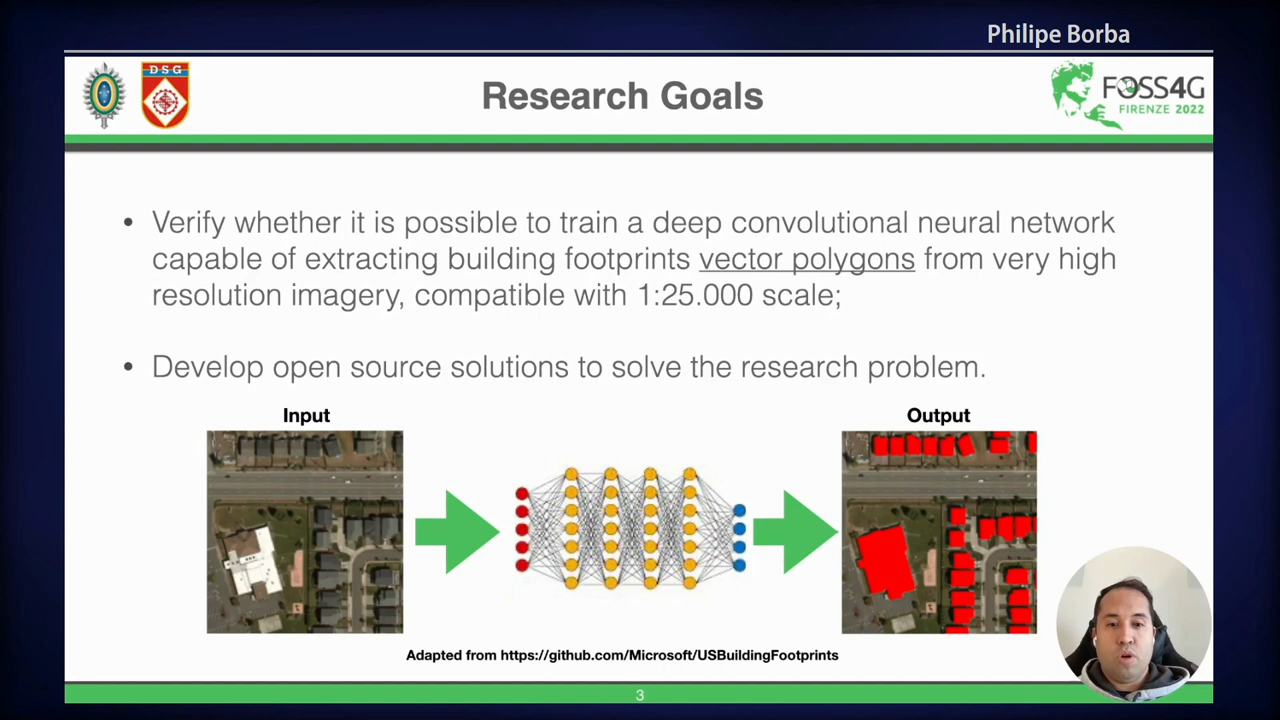 Philipe Borba
DSG
Research Goals
FOSS4G
FIRENZE 2022
• Verify whether it is possible to train a deep convolutional neural network
capable of extracting building footprints vector polygons from very high
resolution imagery, compatible with 1:25.000 scale;
• Develop open source solutions to solve the research problem.
Input
Output
Adapted from https://github.com/Microsoft/USBuildingFootprints
3